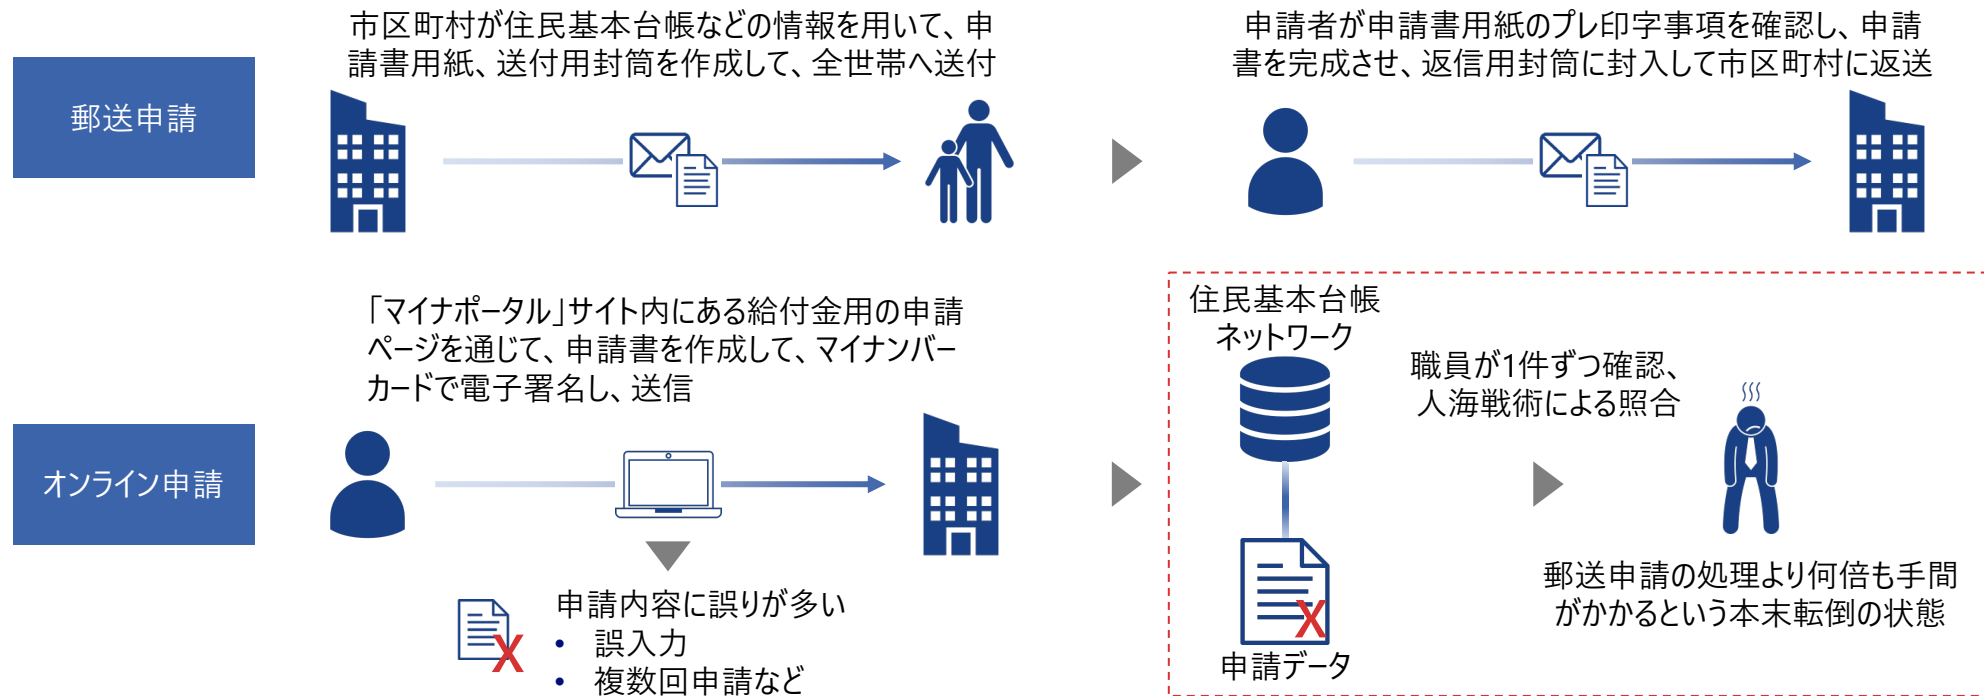 郵送申請
市区町村が住民基本台帳などの情報を用いて、申
請書用紙、送付用封筒を作成して、全世帯へ送付
申請者が申請書用紙のプレ印字事項を確認し、申請
書を完成させ、返信用封筒に封入して市区町村に返送
オンライン申請
「マイナポータル」サイト内にある給付金用の申請
ページを通じて、申請書を作成して、マイナンバー
カードで電子署名し、送信
申請内容に誤りが多い
• 誤入力
• 複数回申請など
X
住民基本台帳
ネットワーク
X
申請データ
職員が1件ずつ確認、
人海戦術による照合
郵送申請の処理より何倍も手間
がかかるという本末転倒の状態